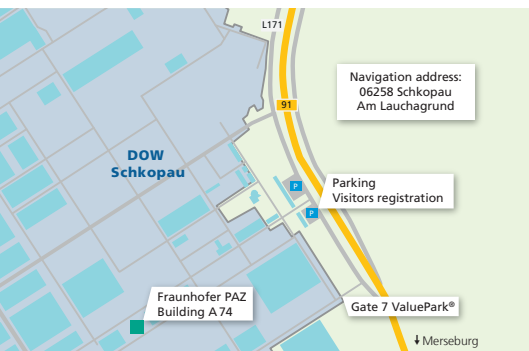 L171
Navigation address:
06258 Schkopau
Am Lauchagrund
91
DOW
Schkopau
P
Parking
Visitors registration
P
Fraunhofer PAZ
Building A 74
Gate 7 ValuePark®
Merseburg